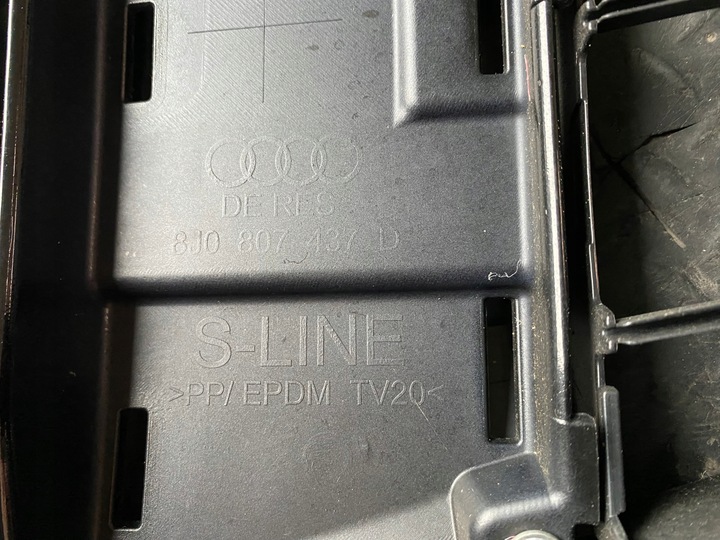 DE RES
8J0 807 437 D
S-LINE
>PP/EPDM TV20<